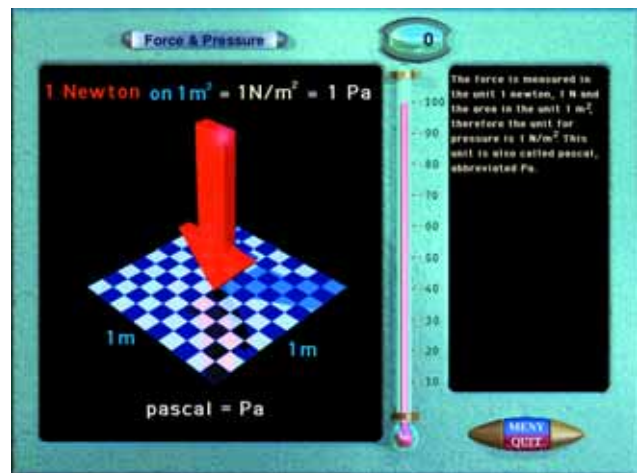 Force & Pressure
0
1 Newton on 1m² = 1N/m² = 1 Pa
1m
1m
pascal = Pa
100
90
80
70
60
50
40
30
20
10
The force is measured in
the unit 1 newton, 1 N and
the area in the unit 1 m²,
therefore the unit for
pressure is 1 N/m². This
unit is also called pascal,
abbreviated Pa.
MENY
QUIT